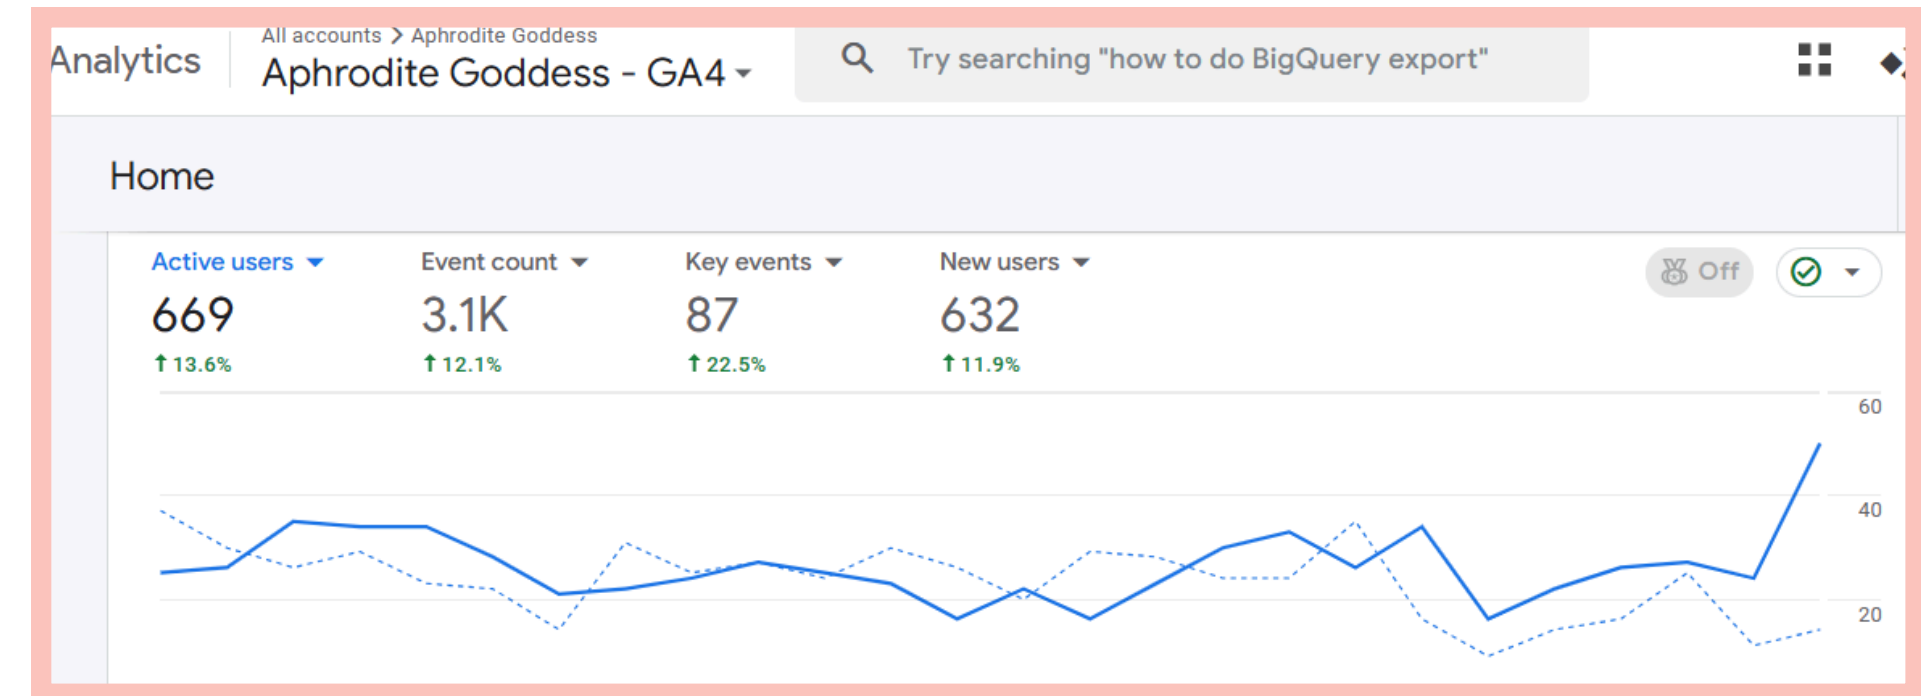 All accounts > Aphrodite Goddess
Analytics
Aphrodite Goddess - GA4
Try searching "how to do BigQuery export"
Home
Active users
Event count
Key events
New users
Off
669
3.1K
87
632
↑ 13.6%
↑ 12.1%
↑ 22.5%
↑ 11.9%
60
40
20